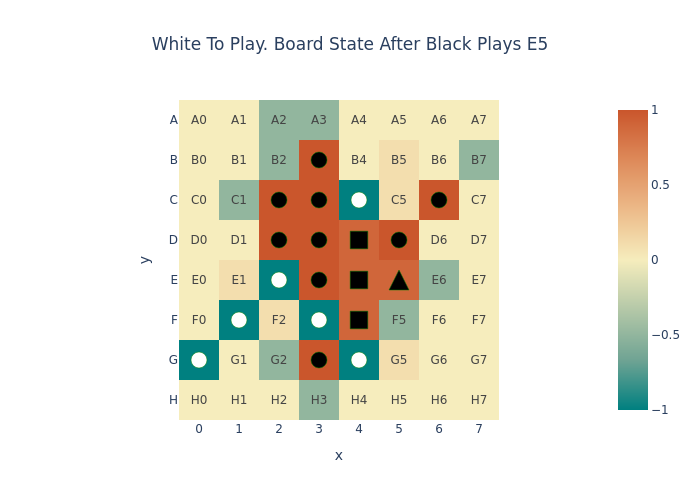 White To Play. Board State After Black Plays E5
A A0 A1 A2 A3 A4 A5 A6 A7
B B0 B1 B2 B4 B5 B6 B7
C C0 C1 C5 C7
D D0 D1 D6 D7
E E0 E1 E6 E7
F F0 F2 F5 F6 F7
G G1 G2 G5 G6 G7
H H0 H1 H2 H3 H4 H5 H6 H7
0 1 2 3 4 5 6 7
x
y
1
0.5
0
−0.5
−1